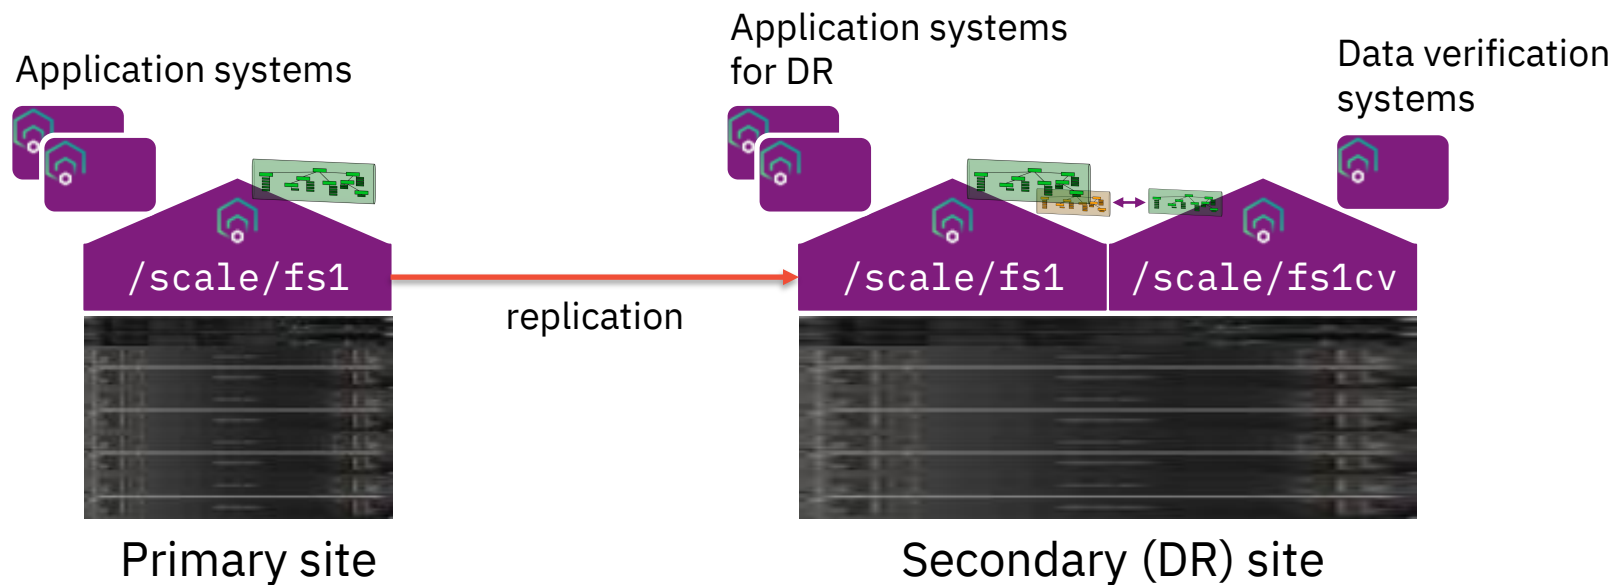 Application systems
Application systems
for DR
Data verification
systems
/scale/fs1
replication
/scale/fs1
/scale/fs1cv
Primary site
Secondary (DR) site